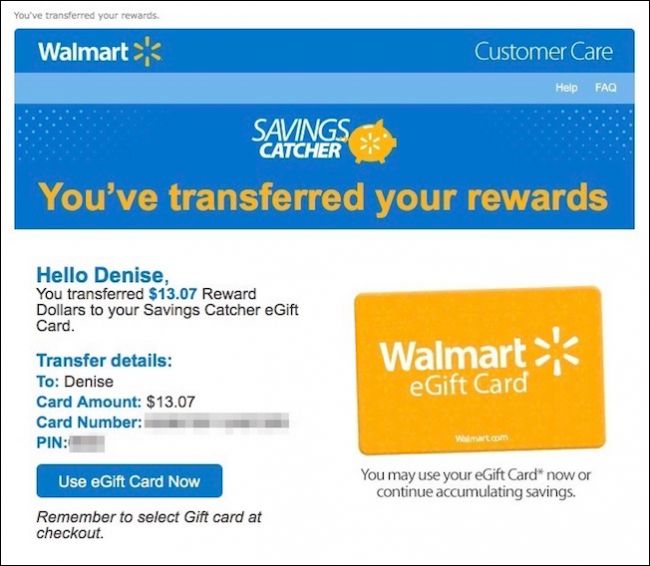 You've transferred your rewards.
Walmart
Customer Care
Help FAQ
SAVINGS
CATCHER
You've transferred your rewards
Hello Denise,
You transferred $13.07 Reward
Dollars to your Savings Catcher eGift
Card.
Transfer details:
To: Denise
Card Amount: $13.07
Card Number:
PIN:
Use eGift Card Now
Remember to select Gift card at
checkout.
Walmart
eGift Card
Walmart.com
You may use your eGift Card* now or
continue accumulating savings.